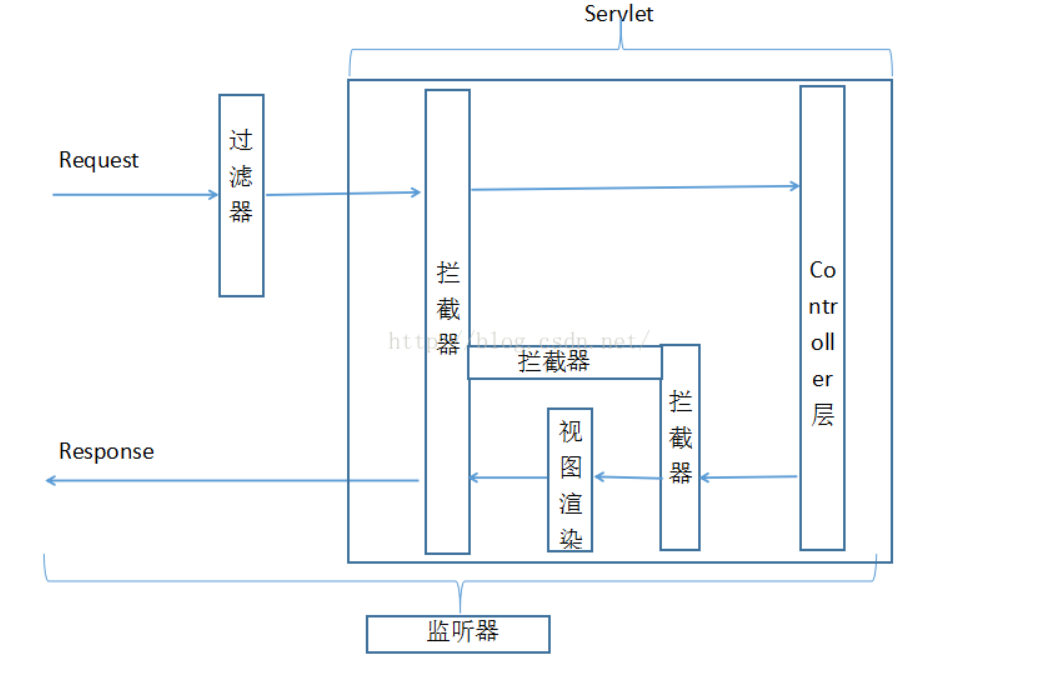 Servlet
Request
过滤器
拦截器
Controller层
http://blog.csdn.net/
拦截器
拦截器
视图渲染
Response
监听器